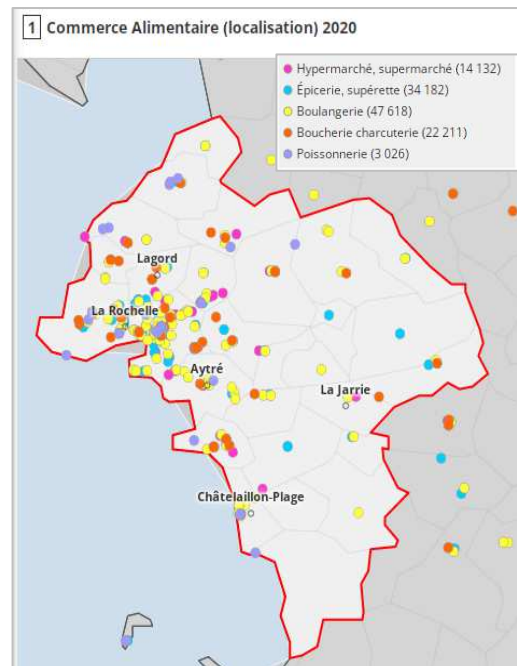 1 Commerce Alimentaire (localisation) 2020
Hypermarché, supermarché (14 132)
Épicerie, supérette (34 182)
Boulangerie (47 618)
Boucherie charcuterie (22 211)
Poissonnerie (3 026)
Lagord
La Rochelle
Aytré
La Jarrie
Châtelaillon-Plage